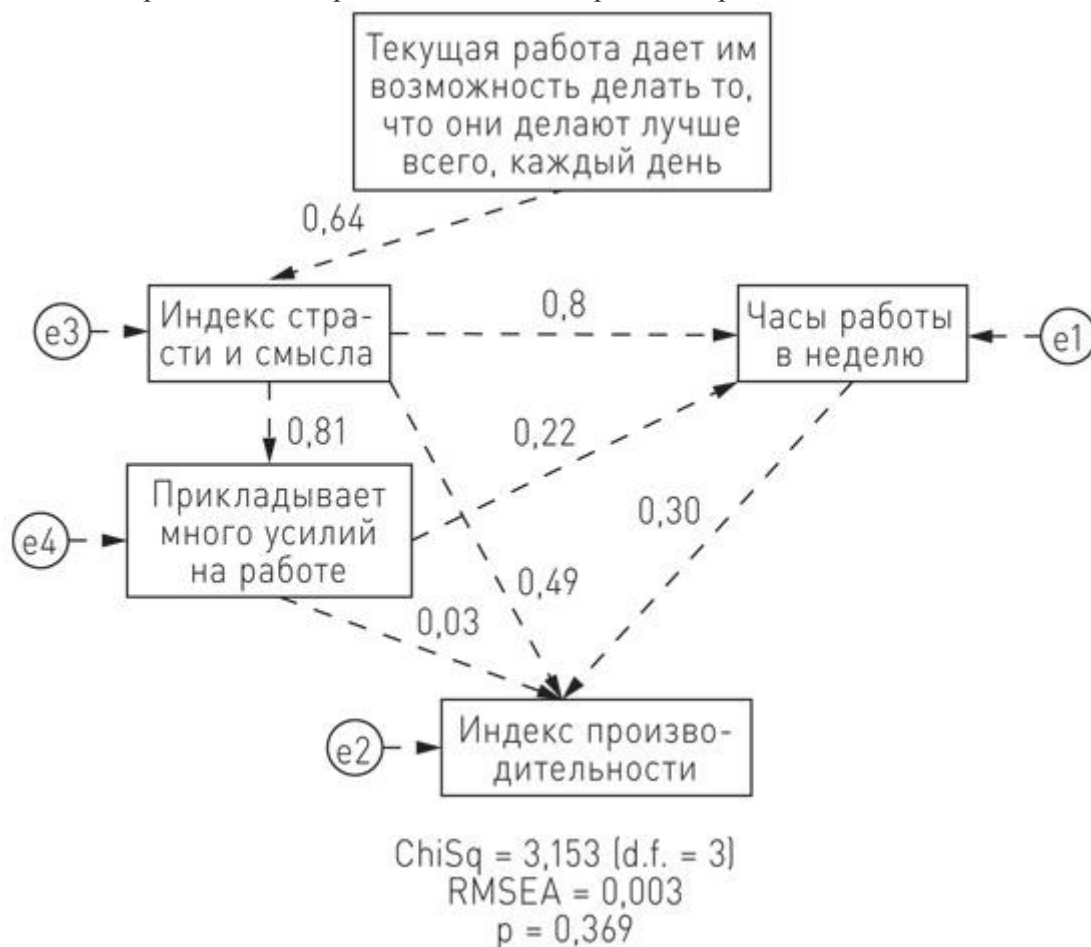 Текущая работа дает им
возможность делать то,
что они делают лучше
всего, каждый день
0,64
e3
Индекс стра-
сти и смысла
0,8
Часы работы
в неделю
e1
0,81
0,22
e4
Прикладывает
много усилий
на работе
0,30
0,49
0,03
e2
Индекс произво-
дительности
ChiSq = 3,153 (d.f. = 3)
RMSEA = 0,003
p = 0,369